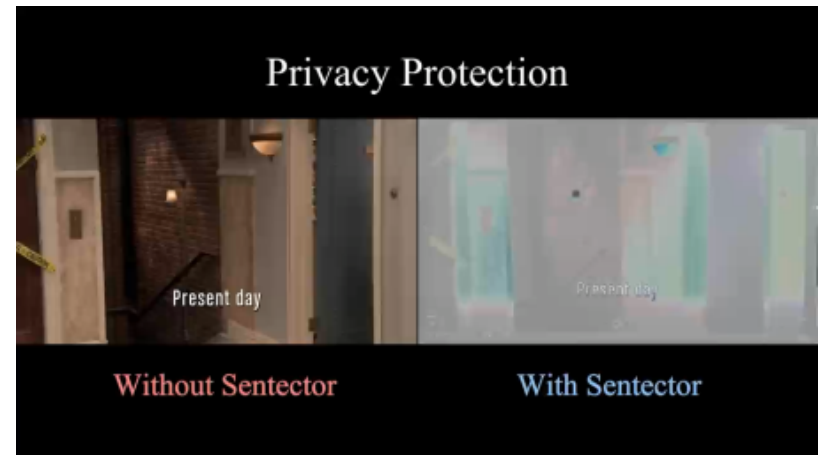 Privacy Protection
Present day
Present day
Without Sentector
With Sentector